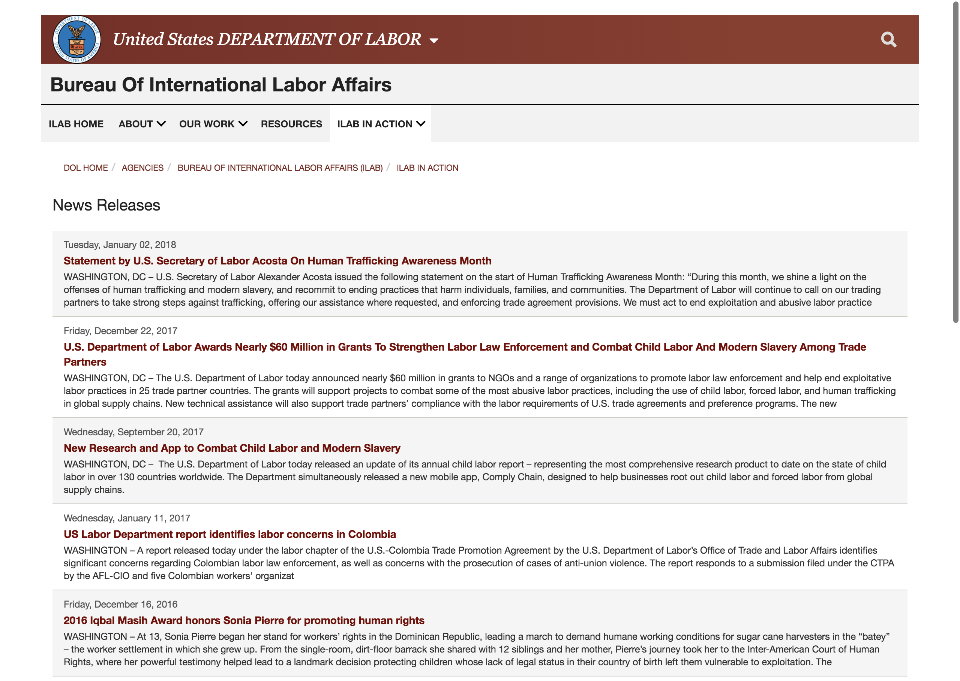 United States DEPARTMENT OF LABOR
Bureau Of International Labor Affairs
ILAB HOME ABOUT OUR WORK RESOURCES ILAB IN ACTION
DOL HOME / AGENCIES / BUREAU OF INTERNATIONAL LABOR AFFAIRS (ILAB) / ILAB IN ACTION
News Releases
Tuesday, January 02, 2018
Statement by U.S. Secretary of Labor Acosta On Human Trafficking Awareness Month
WASHINGTON, DC – U.S. Secretary of Labor Alexander Acosta issued the following statement on the start of Human Trafficking Awareness Month: “During this month, we shine a light on the
offenses of human trafficking and modern slavery, and recommit to ending practices that harm individuals, families, and communities. The Department of Labor will continue to call on our trading
partners to take strong steps against trafficking, offering our assistance where requested, and enforcing trade agreement provisions. We must act to end exploitation and abusive labor practice
Friday, December 22, 2017
U.S. Department of Labor Awards Nearly $60 Million in Grants To Strengthen Labor Law Enforcement and Combat Child Labor And Modern Slavery Among Trade
Partners
WASHINGTON, DC – The U.S. Department of Labor today announced nearly $60 million in grants to NGOs and a range of organizations to promote labor law enforcement and help end exploitative
labor practices in 25 trade partner countries. The grants will support projects to combat some of the most abusive labor practices, including the use of child labor, forced labor, and human trafficking
in global supply chains. New technical assistance will also support trade partners’ compliance with the labor requirements of U.S. trade agreements and preference programs. The new
Wednesday, September 20, 2017
New Research and App to Combat Child Labor and Modern Slavery
WASHINGTON, DC – The U.S. Department of Labor today released an update of its annual child labor report – representing the most comprehensive research product to date on the state of child
labor in over 130 countries worldwide. The Department simultaneously released a new mobile app, Comply Chain, designed to help businesses root out child labor and forced labor from global
supply chains.
Wednesday, January 11, 2017
US Labor Department report identifies labor concerns in Colombia
WASHINGTON – A report released today under the labor chapter of the U.S.-Colombia Trade Promotion Agreement by the U.S. Department of Labor’s Office of Trade and Labor Affairs identifies
significant concerns regarding Colombian labor law enforcement, as well as concerns with the prosecution of cases of anti-union violence. The report responds to a submission filed under the CTPA
by the AFL-CIO and five Colombian workers’ organizat
Friday, December 16, 2016
2016 Iqbal Masih Award honors Sonia Pierre for promoting human rights
WASHINGTON – At 13, Sonia Pierre began her stand for workers’ rights in the Dominican Republic, leading a march to demand humane working conditions for sugar cane harvesters in the “batey”
– the worker settlement in which she grew up. From the single-room, dirt-floor barrack she shared with 12 siblings and her mother, Pierre’s journey took her to the Inter-American Court of Human
Rights, where her powerful testimony helped lead to a landmark decision protecting children whose lack of legal status in their country of birth left them vulnerable to exploitation. The